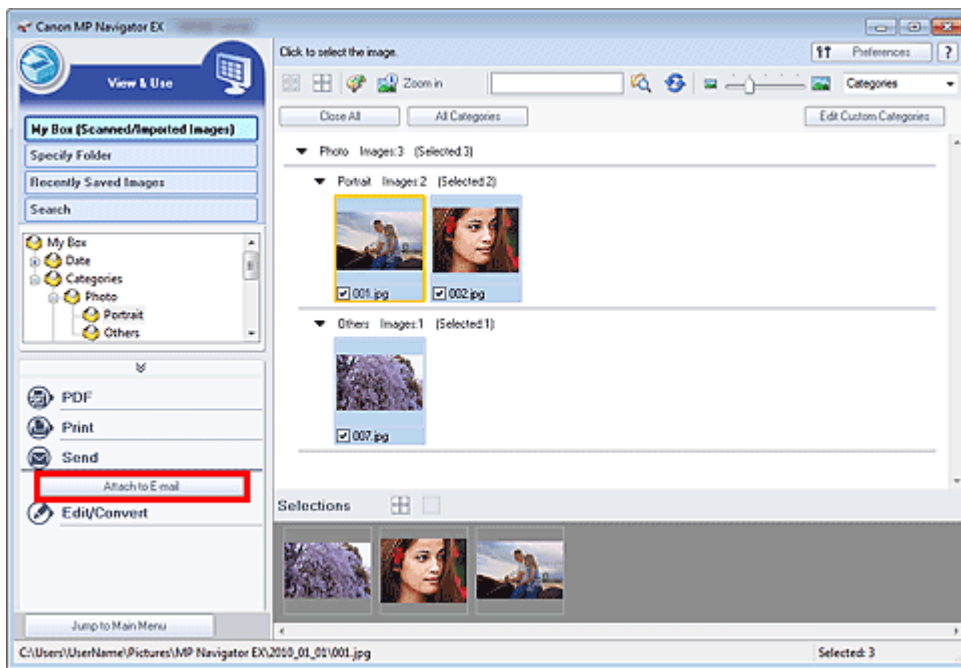 Canon MP Navigator EX
View & Use
My Box (Scanned/Imported Images)
Specify Folder
Recently Saved Images
Search
My Box
Date
Categories
Photo
Portrait
Others
PDF
Print
Send
Attach to E-mail
Edit/Convert
Jump to Main Menu
Click to select the image.
Preferences
?
Zoom in
Categories
Close All
All Categories
Edit Custom Categories
Photo Images:3 (Selected:3)
Portrait Images:2 (Selected:2)
001.jpg
002.jpg
Others Images:1 (Selected:1)
007.jpg
Selections
C:\Users\UserName\Pictures\MP Navigator EX\2010_01_01\001.jpg
Selected: 3